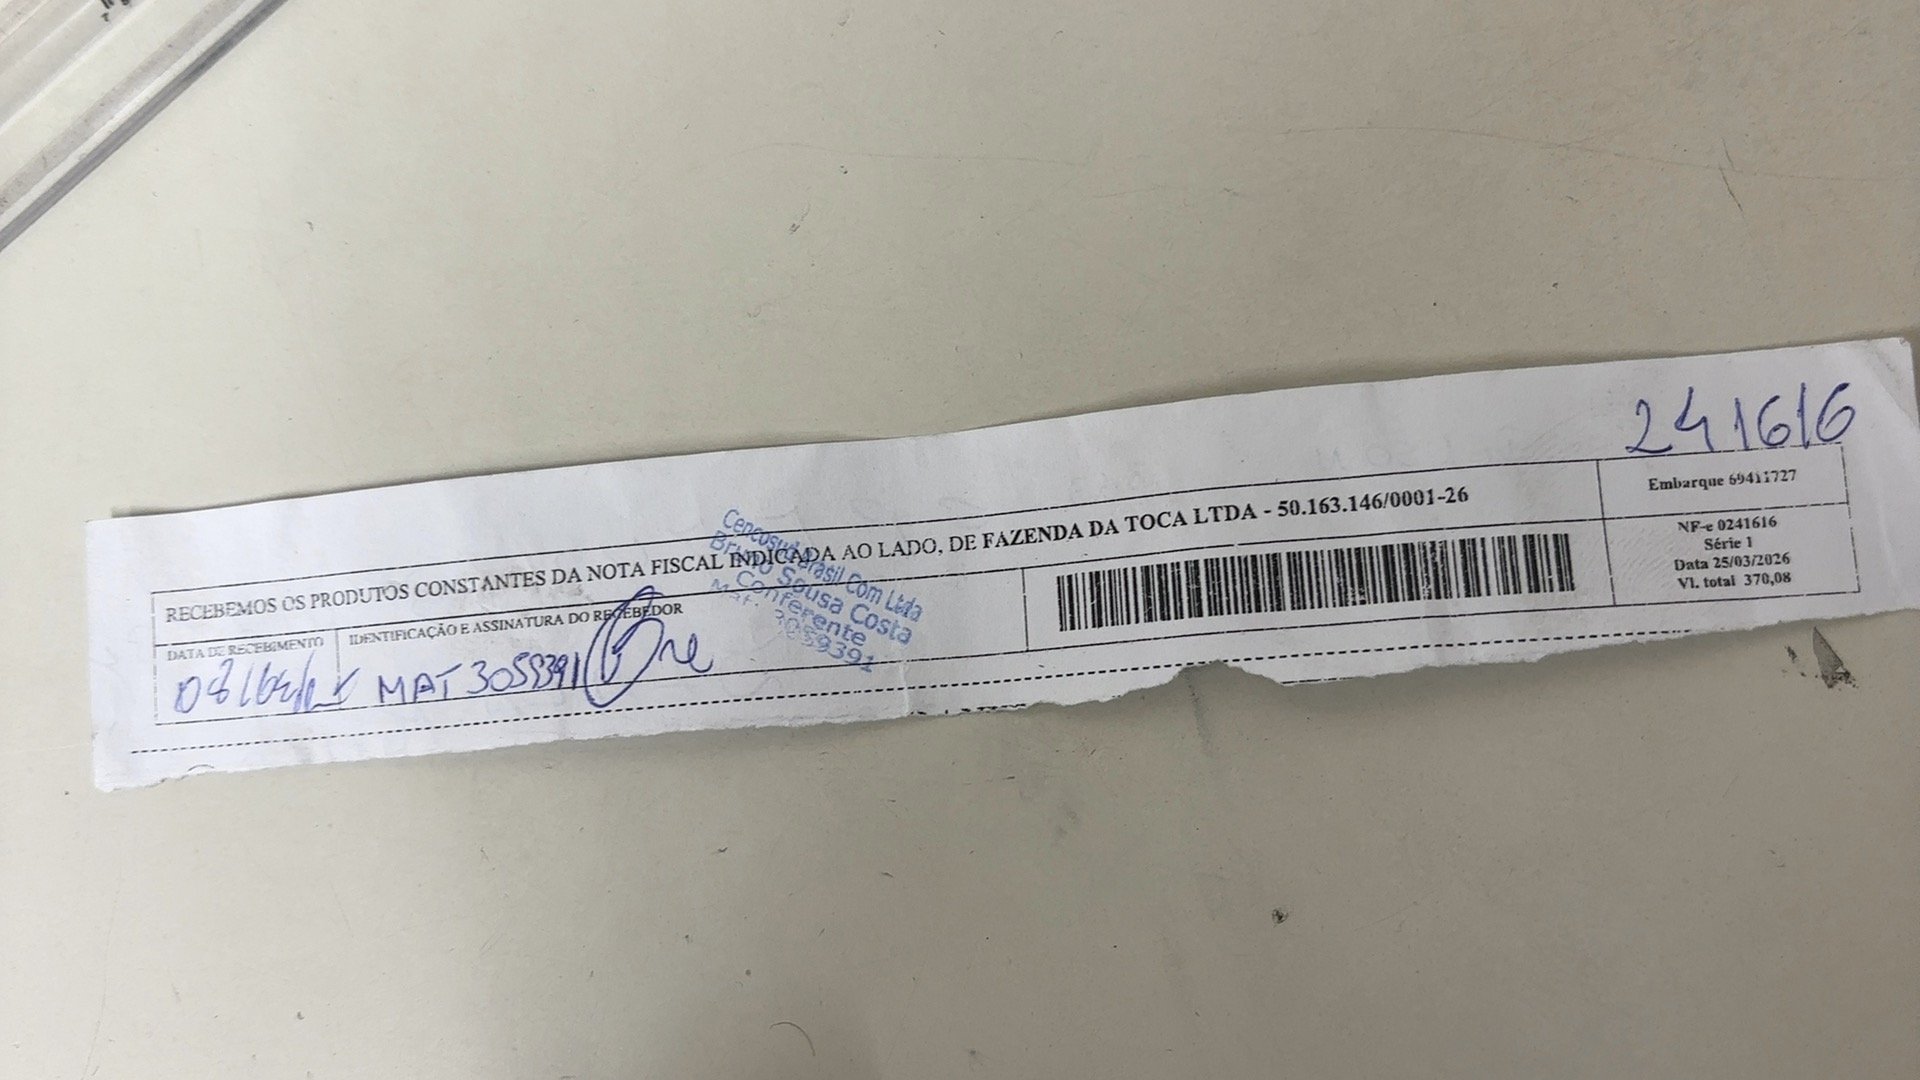 241616
RECEBEMOS OS PRODUTOS CONSTANTES DA NOTA FISCAL INDICADA AO LADO, DE FAZENDA DA TOCA LTDA - 50.163.146/0001-26
Embarque 69411727
NF-e 0241616
Série 1
Data 25/03/2026
Vl. total 370,08
DATA DE RECEBIMENTO
IDENTIFICAÇÃO E ASSINATURA DO RECEBEDOR
MAT 3059391
Cencosud Brasil Com Ltda
Bruno Sousa Costa
Conferente
Mat: 3059391